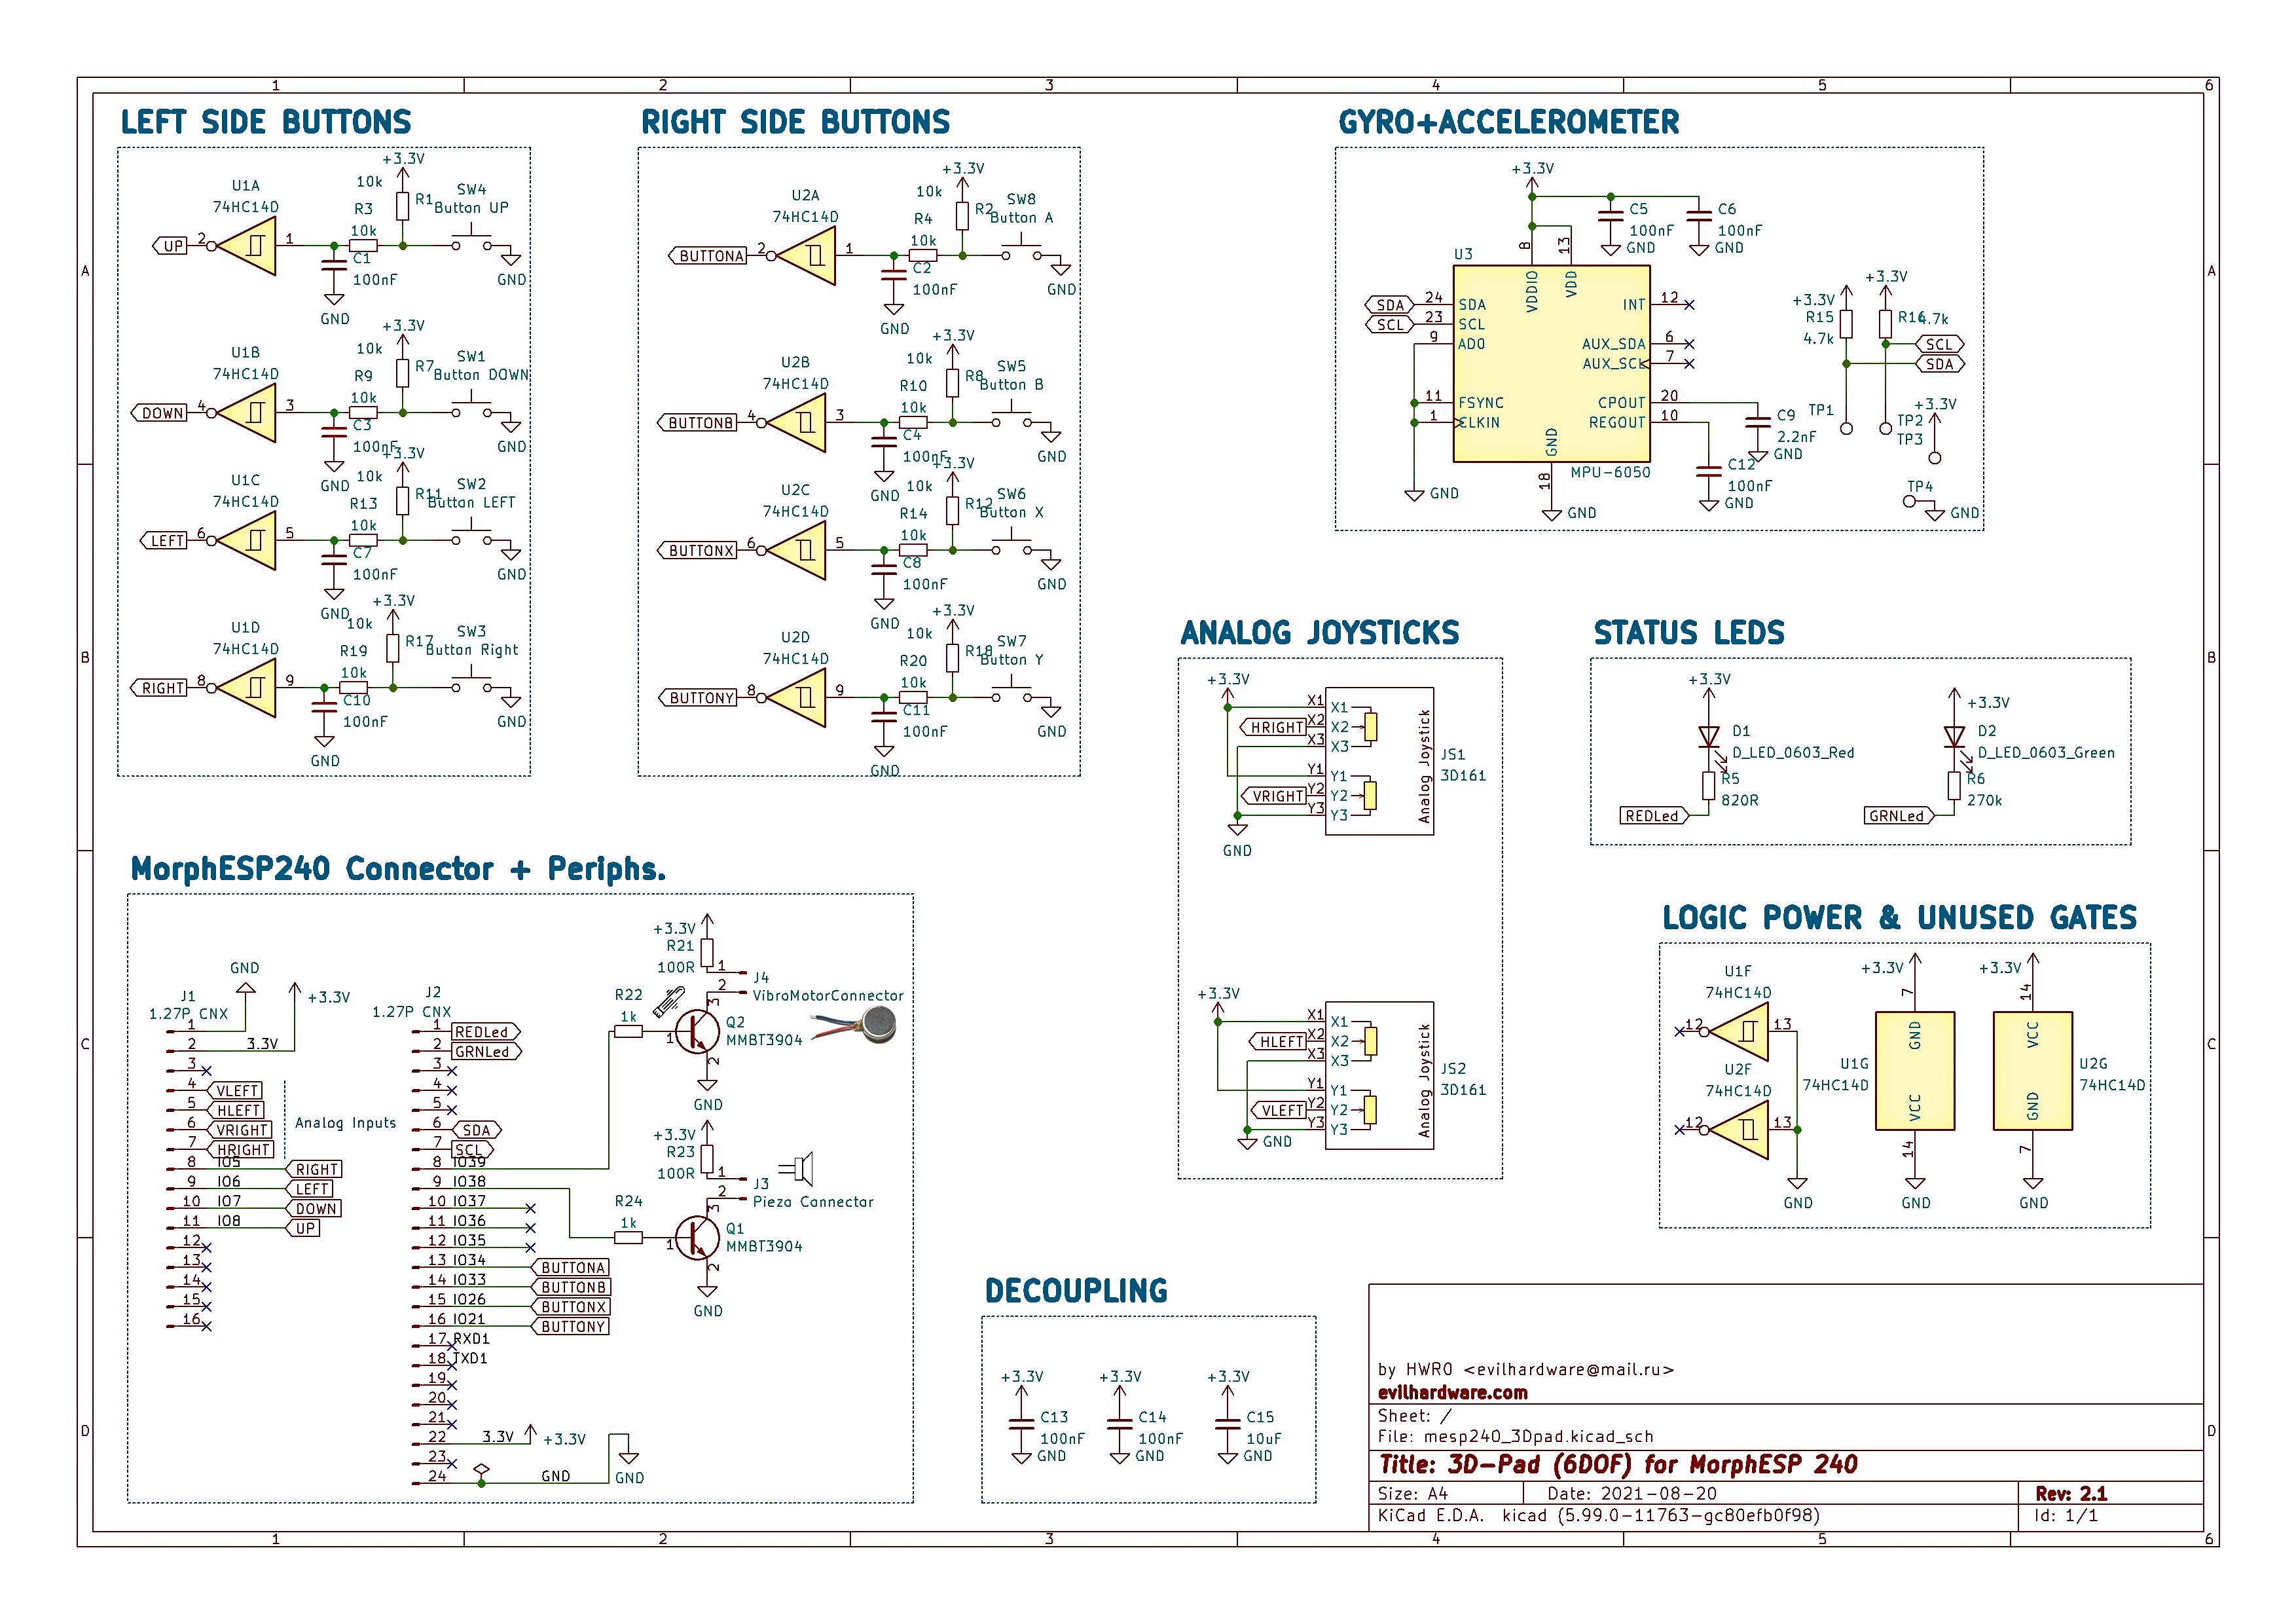 1 2 3 4 5 6
A
B
C
D
LEFT SIDE BUTTONS
U1A
74HC14D
UP
2
1
R3
10k
C1
100nF
GND
+3.3V
10k
R1
SW4
Button UP
GND
U1B
74HC14D
DOWN
4
3
R9
10k
C3
100nF
GND
+3.3V
10k
R7
SW1
Button DOWN
GND
U1C
74HC14D
LEFT
6
5
R13
10k
C7
100nF
GND
+3.3V
10k
R11
SW2
Button LEFT
GND
U1D
74HC14D
RIGHT
8
9
R19
10k
C10
100nF
GND
+3.3V
10k
R17
SW3
Button Right
GND
RIGHT SIDE BUTTONS
U2A
74HC14D
BUTTONA
2
1
R4
10k
C2
100nF
GND
+3.3V
10k
R2
SW8
Button A
GND
U2B
74HC14D
BUTTONB
4
3
R10
10k
C4
100nF
GND
+3.3V
10k
R8
SW5
Button B
GND
U2C
74HC14D
BUTTONX
6
5
R14
10k
C8
100nF
GND
+3.3V
10k
R12
SW6
Button X
GND
U2D
74HC14D
BUTTONY
8
9
R20
10k
C11
100nF
GND
+3.3V
10k
R18
SW7
Button Y
GND
GYRO+ACCELEROMETER
+3.3V
C5
100nF
GND
C6
100nF
GND
U3
8
13
VDDIO
VDD
SDA 24 SDA
SCL 23 SCL
9 AD0
11 FSYNC
1 CLKIN
INT 12
AUX_SDA 6
AUX_SCL 7
CPOUT 20
REGOUT 10
GND
18
MPU-6050
GND
GND
C9
2.2nF
GND
C12
100nF
GND
+3.3V
R15
4.7k
+3.3V
R16
4.7k
SCL
SDA
TP1
TP2
TP3
+3.3V
TP4
GND
ANALOG JOYSTICKS
+3.3V
X1 X1
HRIGHT X2 X2
X3 X3
Y1 Y1
VRIGHT Y2 Y2
Y3 Y3
GND
Analog Joystick
JS1
3D161
+3.3V
X1 X1
HLEFT X2 X2
X3 X3
Y1 Y1
VLEFT Y2 Y2
Y3 Y3
GND
Analog Joystick
JS2
3D161
STATUS LEDS
+3.3V
D1
D_LED_0603_Red
R5
820R
REDLed
+3.3V
D2
D_LED_0603_Green
R6
270k
GRNLed
MorphESP240 Connector + Periphs.
GND
+3.3V
J1
1.27P CNX
1
2 3.3V
3
4 VLEFT
5 HLEFT
6 VRIGHT
7 HRIGHT
8 IO5 RIGHT
9 IO6 LEFT
10 IO7 DOWN
11 IO8 UP
12
13
14
15
16
Analog Inputs
J2
1.27P CNX
1 REDLed
2 GRNLed
3
4
5
6 SDA
7 SCL
8 IO39
9 IO38
10 IO37
11 IO36
12 IO35
13 IO34 BUTTONA
14 IO33 BUTTONB
15 IO26 BUTTONX
16 IO21 BUTTONY
17 RXD1
18 TXD1
19
20
21
22 3.3V +3.3V
23
24 GND
GND
+3.3V
R21
100R
1
2
J4
VibroMotorConnector
R22
1k
1
3
2
Q2
MMBT3904
GND
+3.3V
R23
100R
1
2
J3
Piezo Connector
R24
1k
1
3
2
Q1
MMBT3904
GND
LOGIC POWER & UNUSED GATES
U1F
74HC14D
12
13
U2F
74HC14D
12
13
GND
+3.3V
7
GND
U1G
74HC14D
VCC
14
GND
+3.3V
14
VCC
U2G
74HC14D
GND
7
GND
DECOUPLING
+3.3V
C13
100nF
GND
+3.3V
C14
100nF
GND
+3.3V
C15
10uF
GND
by HWR0 <evilhardware@mail.ru>
evilhardware.com
Sheet: /
File: mesp240_3Dpad.kicad_sch
Title: 3D-Pad (6DOF) for MorphESP 240
Size: A4 Date: 2021-08-20 Rev: 2.1
KiCad E.D.A. kicad (5.99.0-11763-gc80efb0f98) Id: 1/1
A
B
C
D
1 2 3 4 5 6